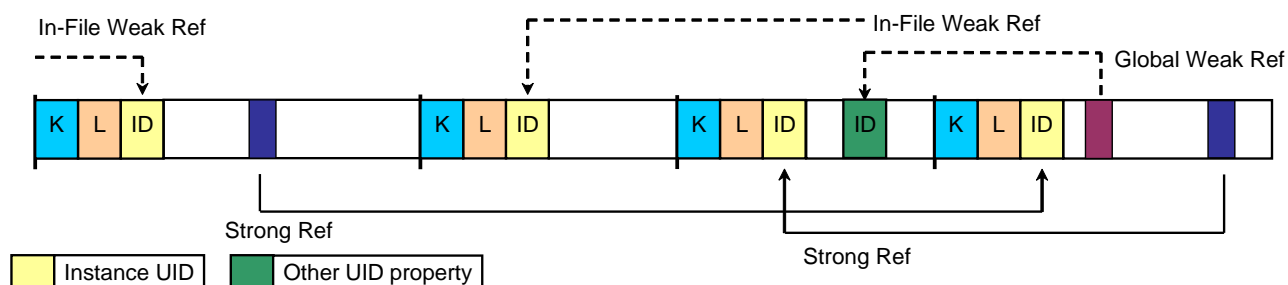 In-File Weak Ref
In-File Weak Ref
Global Weak Ref
K L ID K L ID K L ID ID K L ID
Strong Ref
Strong Ref
Instance UID
Other UID property